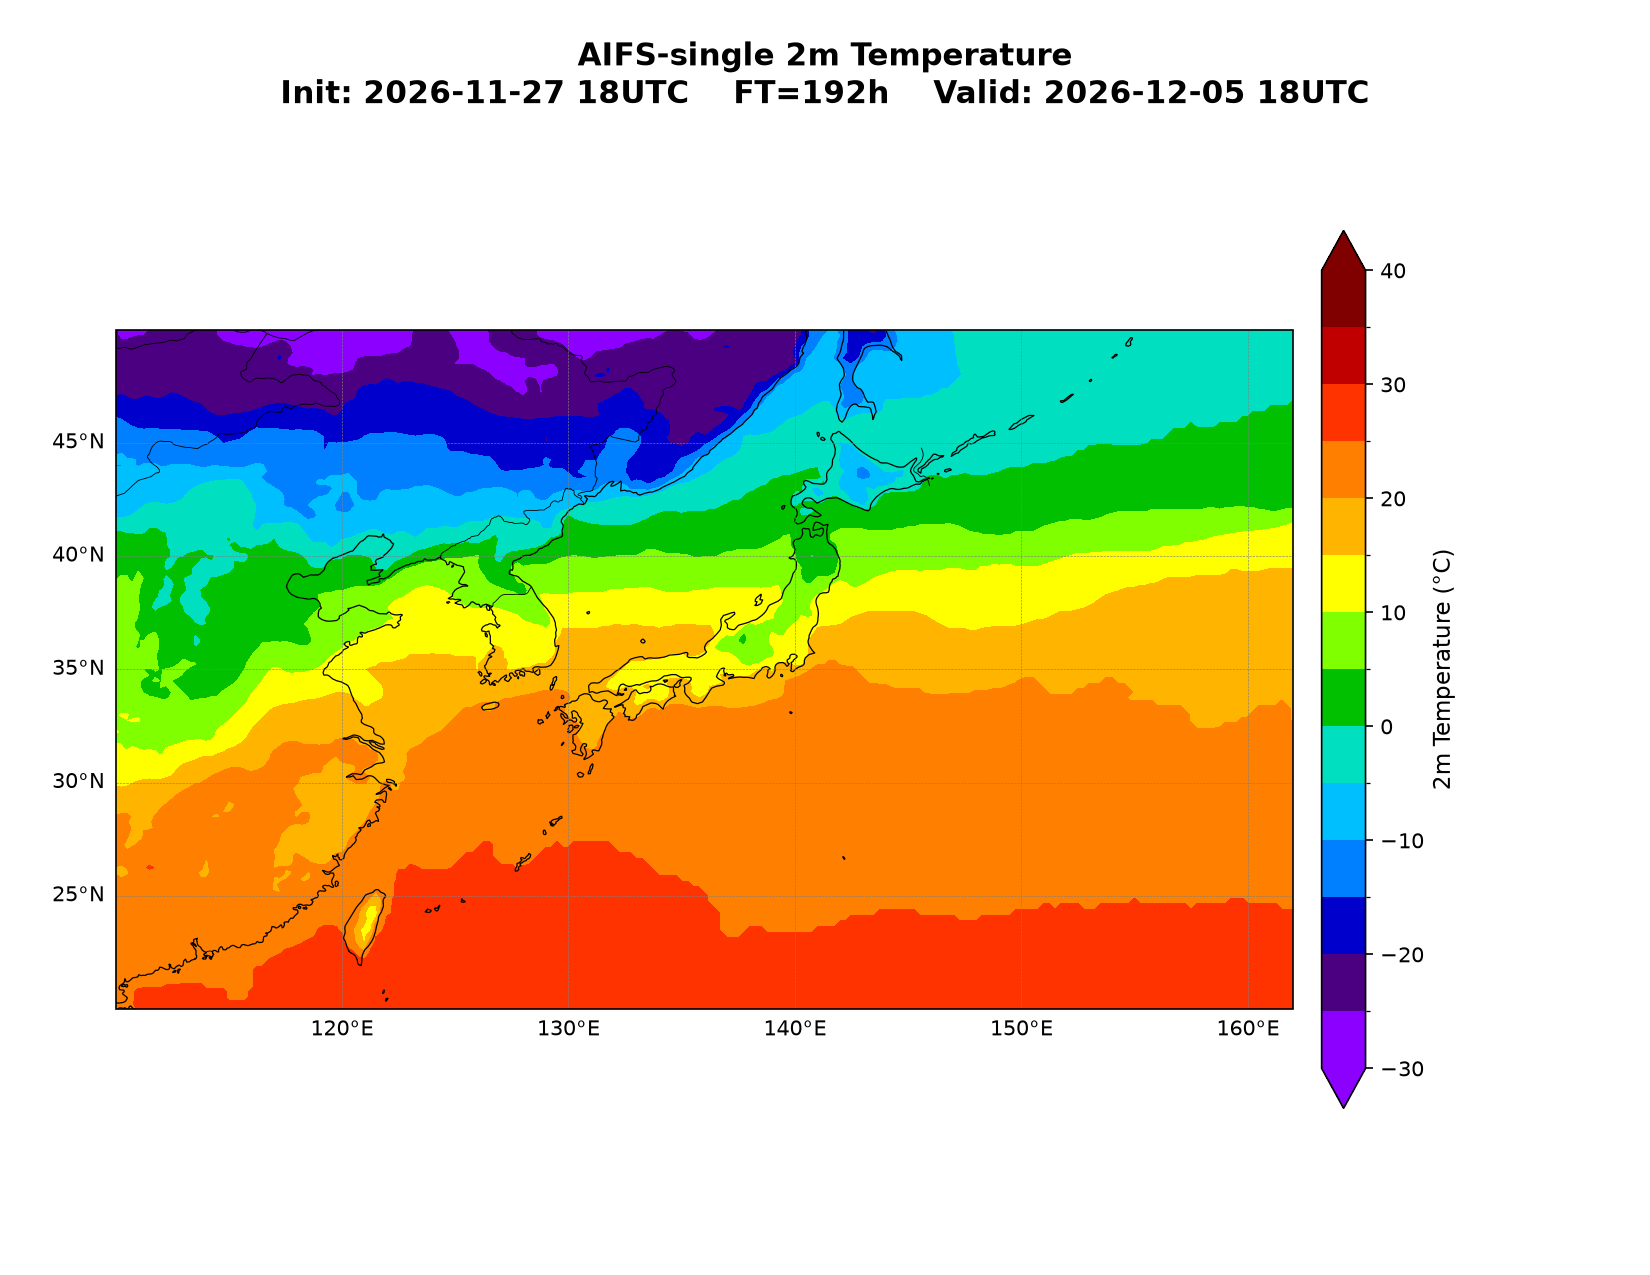 AIFS-single 2m Temperature
Init: 2026-11-27 18UTC    FT=192h    Valid: 2026-12-05 18UTC
45°N
40°N
35°N
30°N
25°N
120°E
130°E
140°E
150°E
160°E
40
30
20
10
0
−10
−20
−30
2m Temperature (°C)